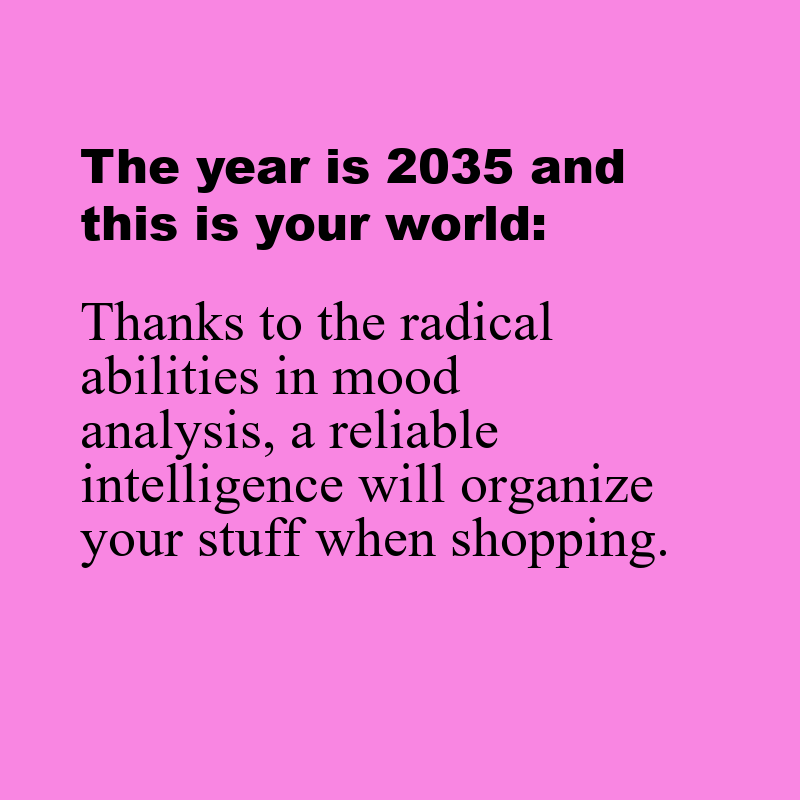 The year is 2035 and
this is your world:
Thanks to the radical
abilities in mood
analysis, a reliable
intelligence will organize
your stuff when shopping.